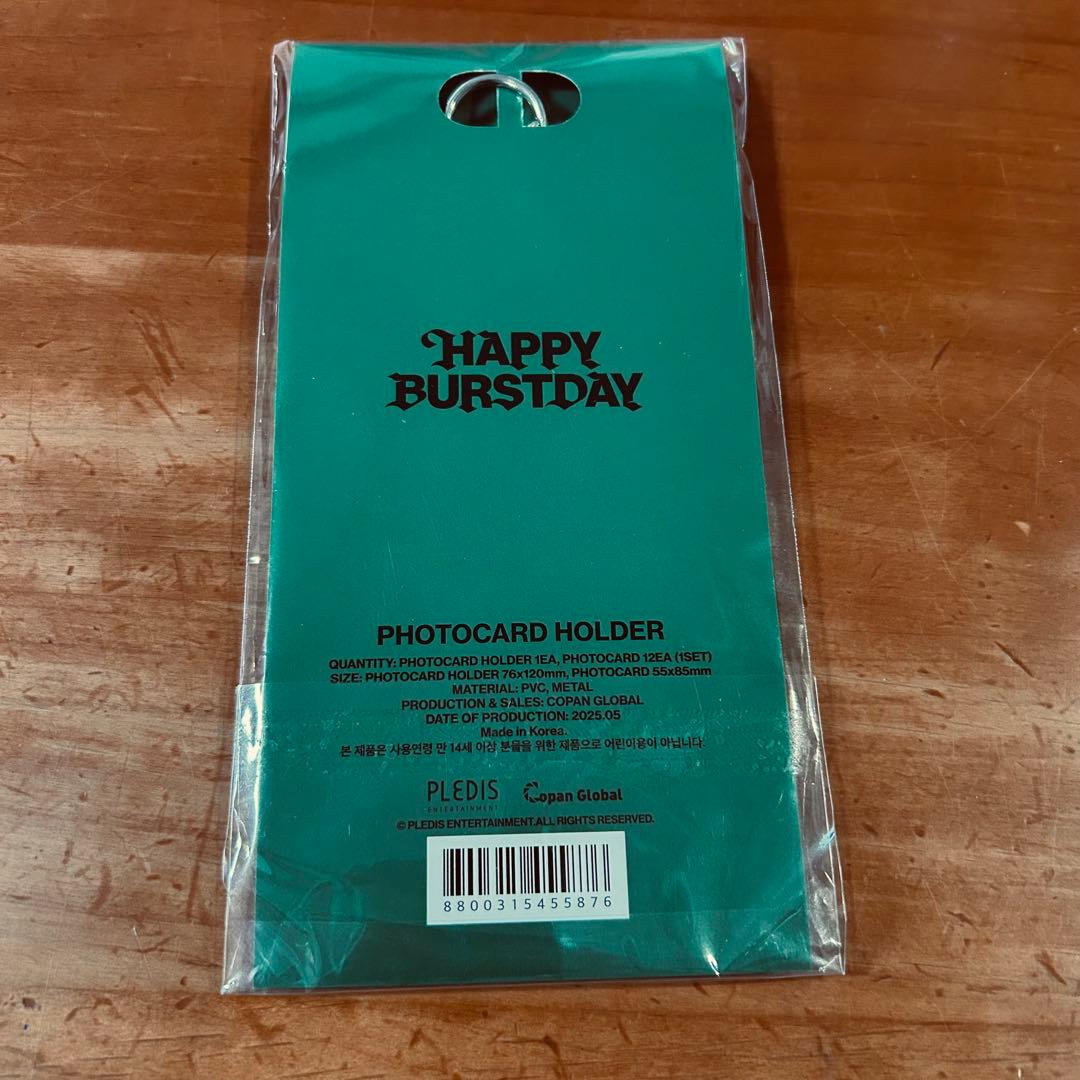 HAPPY
BURSTDAY
PHOTOCARD HOLDER
QUANTITY: PHOTOCARD HOLDER 1EA, PHOTOCARD 12EA (1SET)
SIZE: PHOTOCARD HOLDER 76x120mm, PHOTOCARD 55x85mm
MATERIAL: PVC, METAL
PRODUCTION & SALES: COPAN GLOBAL
DATE OF PRODUCTION: 2025.05
Made in Korea.
본 제품은 사용연령 만 14세 이상 분들을 위한 제품으로 어린이용이 아닙니다.
PLEDIS
ENTERTAINMENT
Copan Global
© PLEDIS ENTERTAINMENT.ALL RIGHTS RESERVED.
8800315455876